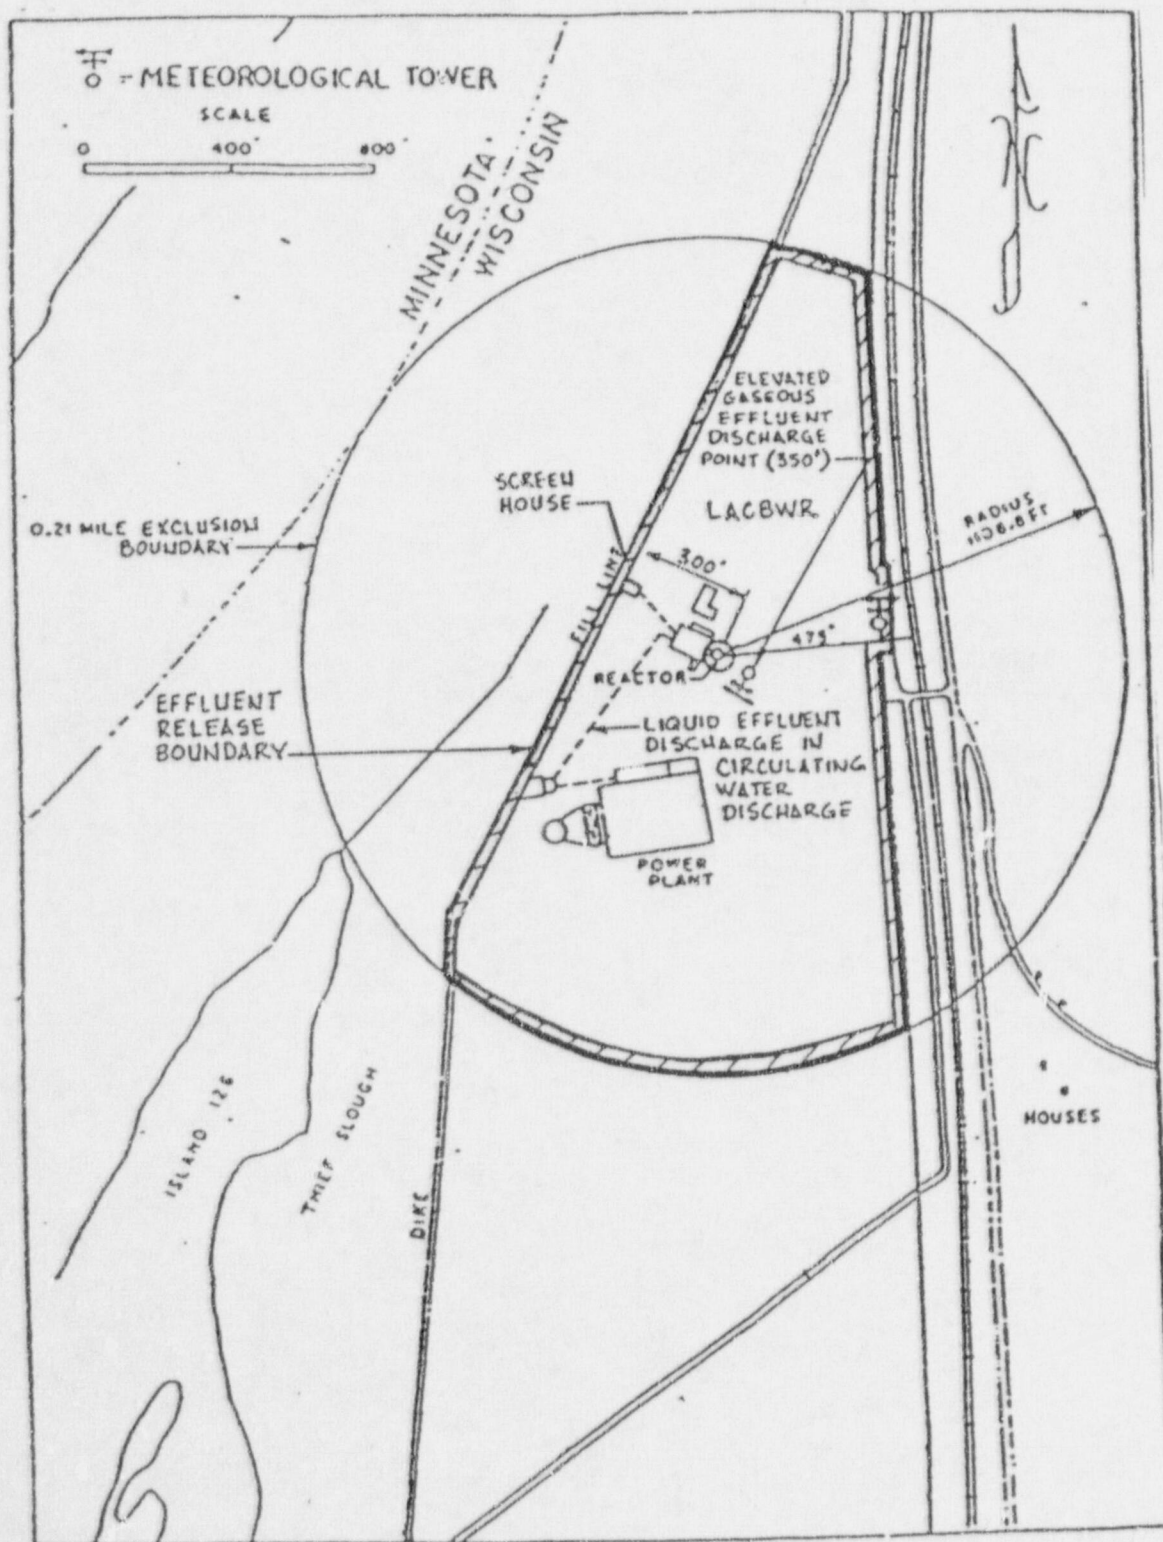 = METEOROLOGICAL TOWER
SCALE
0 400' 800'
MINNESOTA
WISCONSIN
ELEVATED
GASEOUS
EFFLUENT
DISCHARGE
POINT (350')
SCREEN
HOUSE
LACBWR
RADIUS
1108.8 FT
0.21 MILE EXCLUSION
BOUNDARY
300'
FILL LINE
475'
REACTOR
EFFLUENT
RELEASE
BOUNDARY
LIQUID EFFLUENT
DISCHARGE IN
CIRCULATING
WATER
DISCHARGE
POWER
PLANT
ISLAND 126
THIEF SLOUGH
DIKE
HOUSES